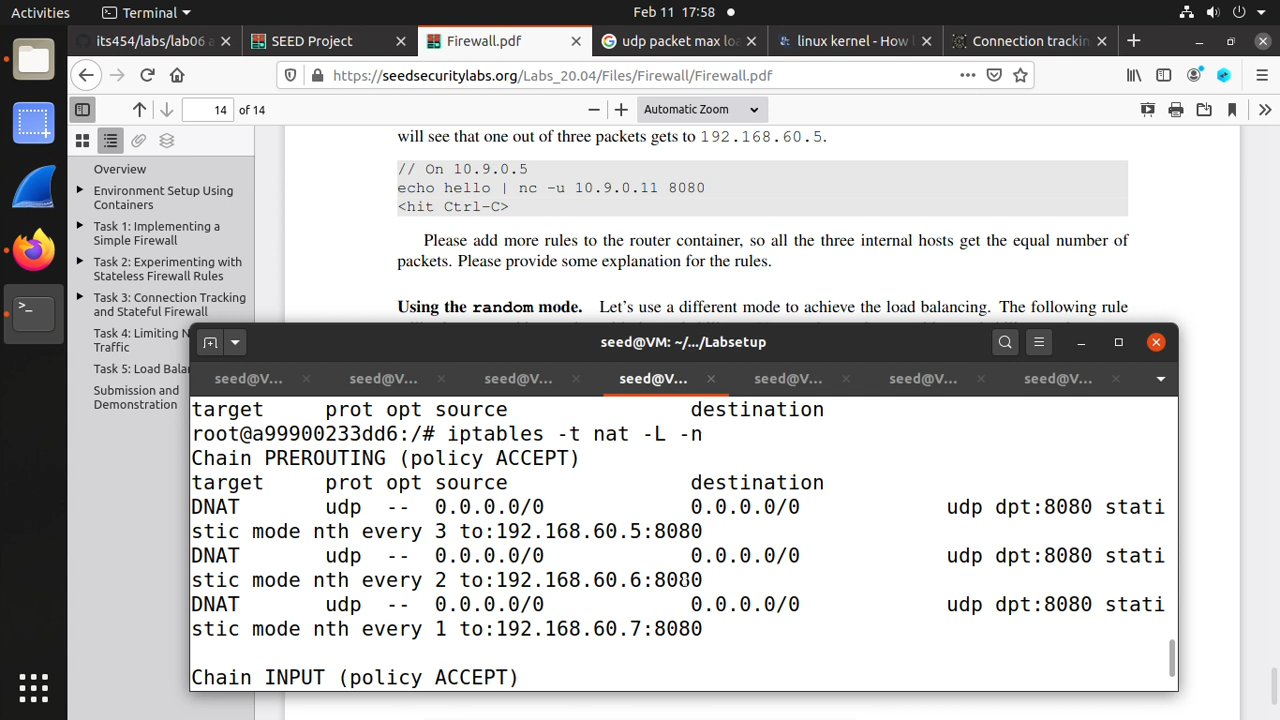 Activities Terminal Feb 11 17:58
its454/labs/lab06 a SEED Project Firewall.pdf udp packet max lo linux kernel - How Connection trackin
https://seedsecuritylabs.org/Labs_20.04/Files/Firewall/Firewall.pdf
14 of 14 Automatic Zoom
Overview
Environment Setup Using
Containers
Task 1: Implementing a
Simple Firewall
Task 2: Experimenting with
Stateless Firewall Rules
Task 3: Connection Tracking
and Stateful Firewall
Task 4: Limiting N
Traffic
Task 5: Load Bala
Submission and
Demonstration
will see that one out of three packets gets to 192.168.60.5.
// On 10.9.0.5
echo hello | nc -u 10.9.0.11 8080
<hit Ctrl-C>
Please add more rules to the router container, so all the three internal hosts get the equal number of
packets. Please provide some explanation for the rules.
Using the random mode. Let's use a different mode to achieve the load balancing. The following rule
seed@VM: ~/.../Labsetup
seed@V... seed@V... seed@V... seed@V... seed@V... seed@V... seed@V...
target prot opt source destination
root@a99900233dd6:/# iptables -t nat -L -n
Chain PREROUTING (policy ACCEPT)
target prot opt source destination
DNAT udp -- 0.0.0.0/0 0.0.0.0/0 udp dpt:8080 stati
stic mode nth every 3 to:192.168.60.5:8080
DNAT udp -- 0.0.0.0/0 0.0.0.0/0 udp dpt:8080 stati
stic mode nth every 2 to:192.168.60.6:8080
DNAT udp -- 0.0.0.0/0 0.0.0.0/0 udp dpt:8080 stati
stic mode nth every 1 to:192.168.60.7:8080
Chain INPUT (policy ACCEPT)